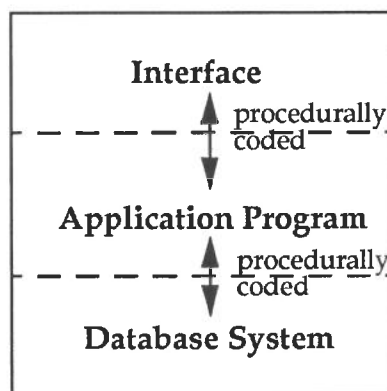 Interface
procedurally
coded
Application Program
procedurally
coded
Database System